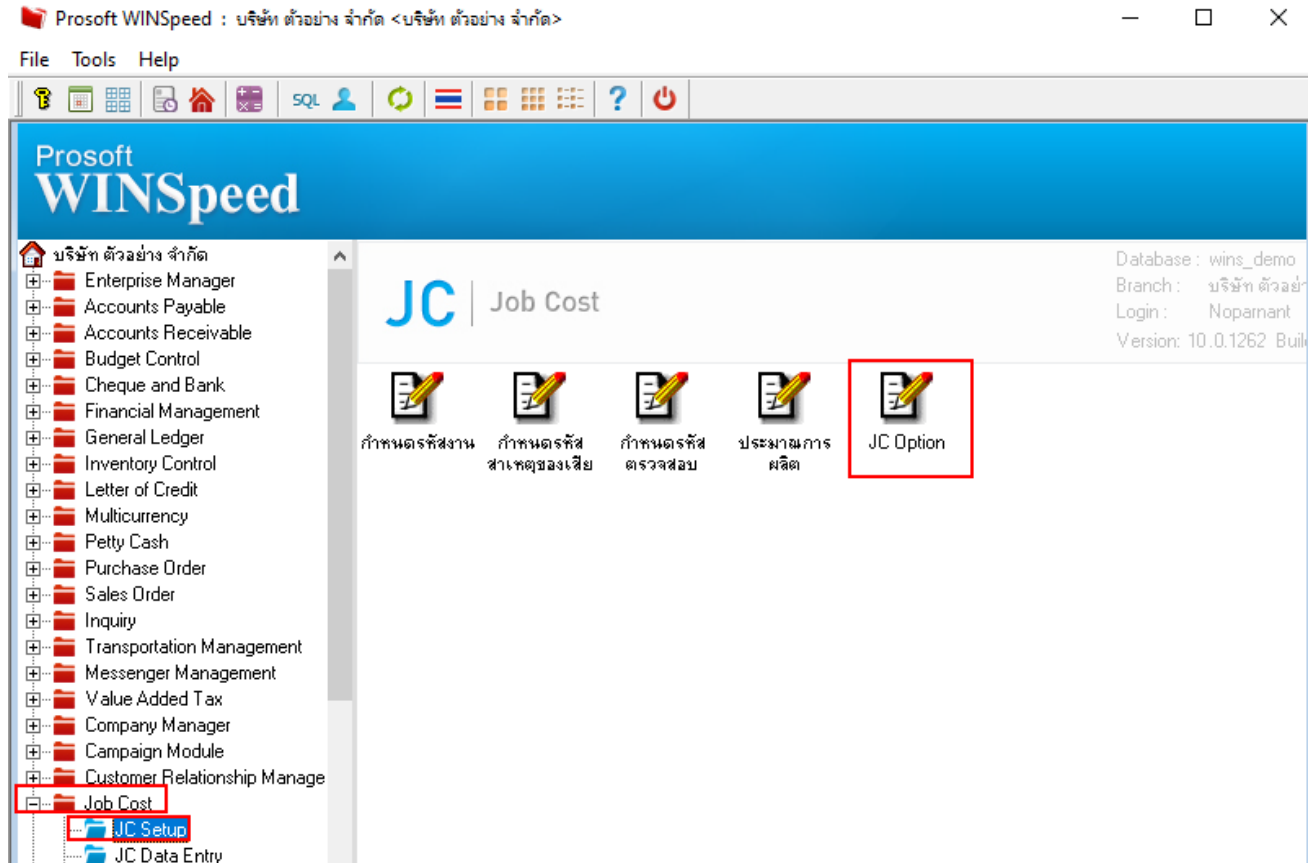 Prosoft WINSpeed : บริษัท ตัวอย่าง จำกัด <บริษัท ตัวอย่าง จำกัด>
File Tools Help
SQL
Prosoft
WINSpeed
บริษัท ตัวอย่าง จำกัด
Enterprise Manager
Accounts Payable
Accounts Receivable
Budget Control
Cheque and Bank
Financial Management
General Ledger
Inventory Control
Letter of Credit
Multicurrency
Petty Cash
Purchase Order
Sales Order
Inquiry
Transportation Management
Messenger Management
Value Added Tax
Company Manager
Campaign Module
Customer Relationship Manage
Job Cost
JC Setup
JC Data Entry
JC Job Cost
Database : wins_demo
Branch : บริษัท ตัวอย่
Login : Noparnant
Version: 10.0.1262 Buil
กำหนดรหัสงาน
กำหนดรหัส
สาเหตุของเสีย
กำหนดรหัส
ตรวจสอบ
ประมาณการ
ผลิต
JC Option